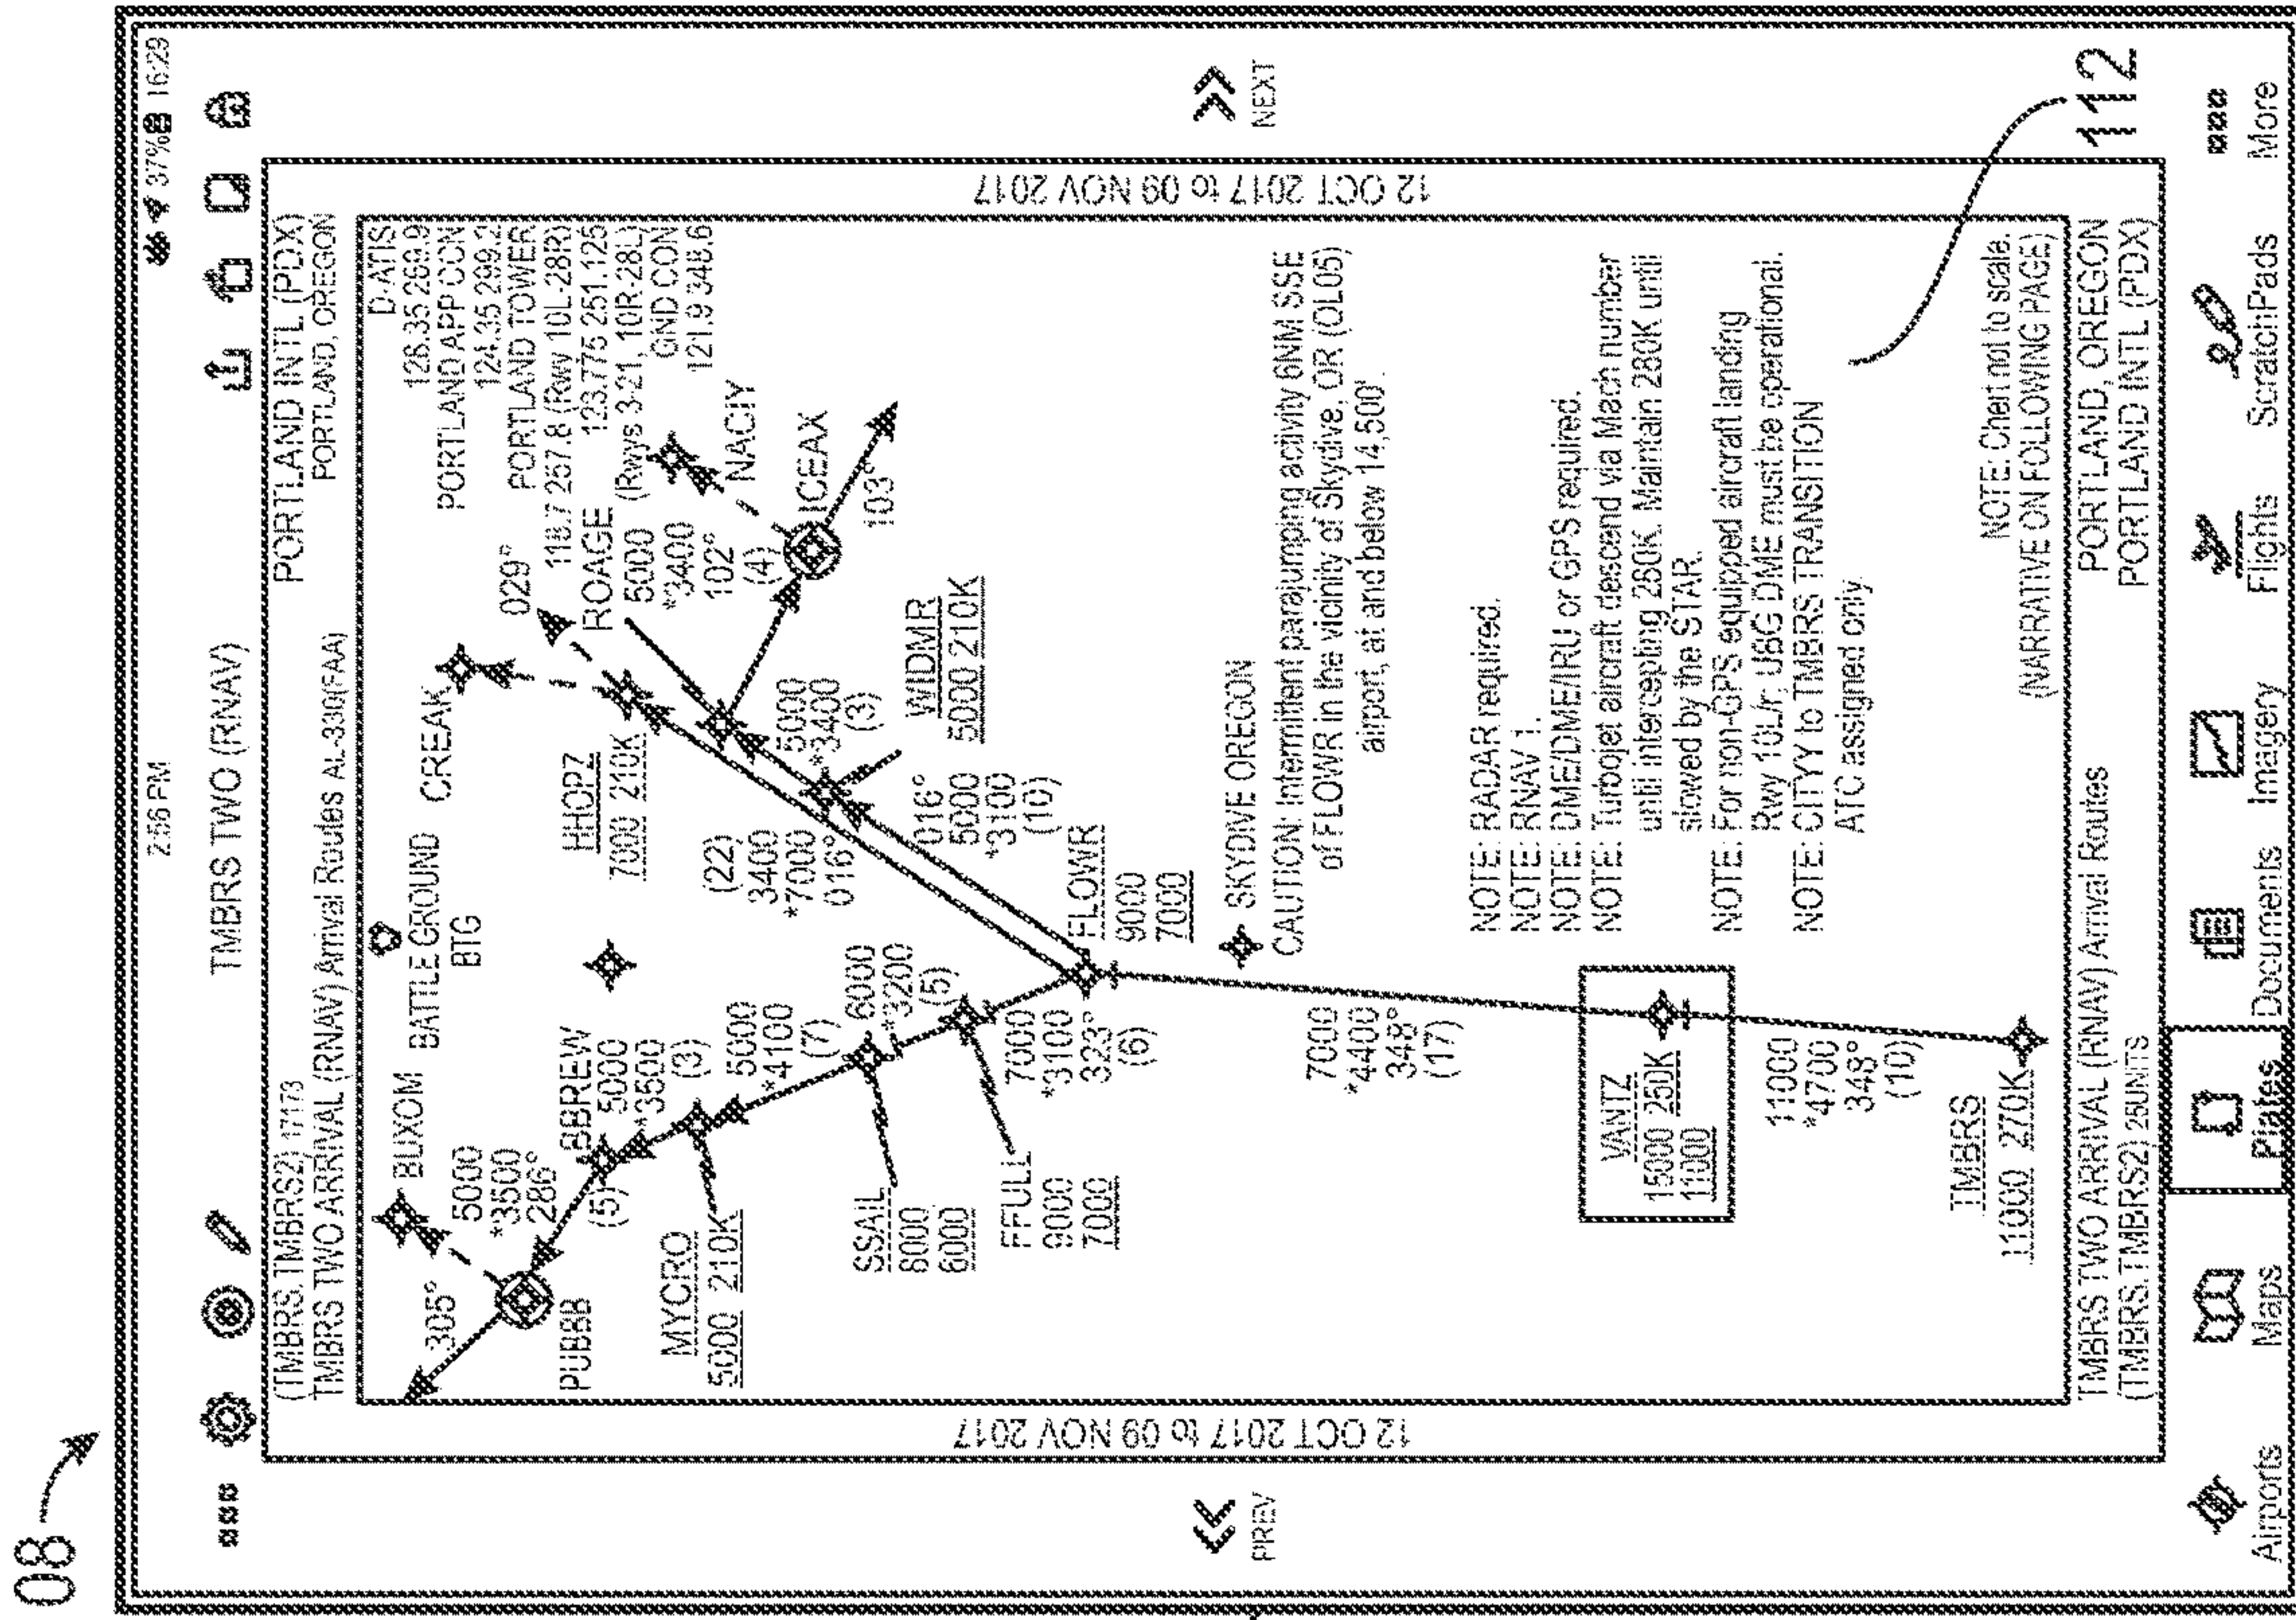 08
2:56 PM
37% 16:29
TMBRS TWO (RNAV)
(TMBRS.TMBRS2) 17173
PORTLAND INTL (PDX)
TMBRS TWO ARRIVAL (RNAV) Arrival Routes AL-330(FAA)
PORTLAND, OREGON
12 OCT 2017 to 09 NOV 2017
12 OCT 2017 to 09 NOV 2017
D-ATIS
128.35 269.9
PORTLAND APP CON
124.35 299.2
PORTLAND TOWER
118.7 257.8 (Rwy 10L-28R)
123.775 251.125
(Rwys 3-21, 10R-28L)
GND CON
121.9 348.6
BUXOM
BATTLE GROUND
BTG
CREAK
029°
305°
5000
*3500
286°
(5)
PUBBB
BBREW
5000
*3500
(3)
HHOPZ
7000 210K
ROAGE
5000
*3400
102°
(4)
NACIY
ICEAX
103°
MYCRO
5000 210K
5000
*4100
(7)
(22)
3400
*7000
016°
5000
*3400
(3)
WIDMR
5000 210K
SSAIL
8000
6000
6000
*3200
(5)
016°
5000
*3100
(10)
FFULL
9000
7000
7000
*3100
323°
(6)
FLOWR
9000
7000
SKYDIVE OREGON
CAUTION: Intermittent parajumping activity 6NM SSE
of FLOWR in the vicinity of Skydive, OR (OL05)
airport, at and below 14,500'.
7000
*4400
348°
(17)
NOTE: RADAR required.
NOTE: RNAV 1.
NOTE: DME/DME/IRU or GPS required.
NOTE: Turbojet aircraft descend via Mach number
until intercepting 280K. Maintain 280K until
slowed by the STAR.
NOTE: For non-GPS equipped aircraft landing
Rwy 10L/r: UBG DME must be operational.
NOTE: CITYY to TMBRS TRANSITION
ATC assigned only
VANTZ
15000 250K
11000
11000
*4700
348°
(10)
TMBRS
11000 270K
NOTE: Chart not to scale.
(NARRATIVE ON FOLLOWING PAGE)
TMBRS TWO ARRIVAL (RNAV) Arrival Routes
PORTLAND, OREGON
(TMBRS.TMBRS2) 25UNITS
PORTLAND INTL (PDX)
112
PREV
NEXT
Airports
Maps
Plates
Documents
Imagery
Flights
ScratchPads
More